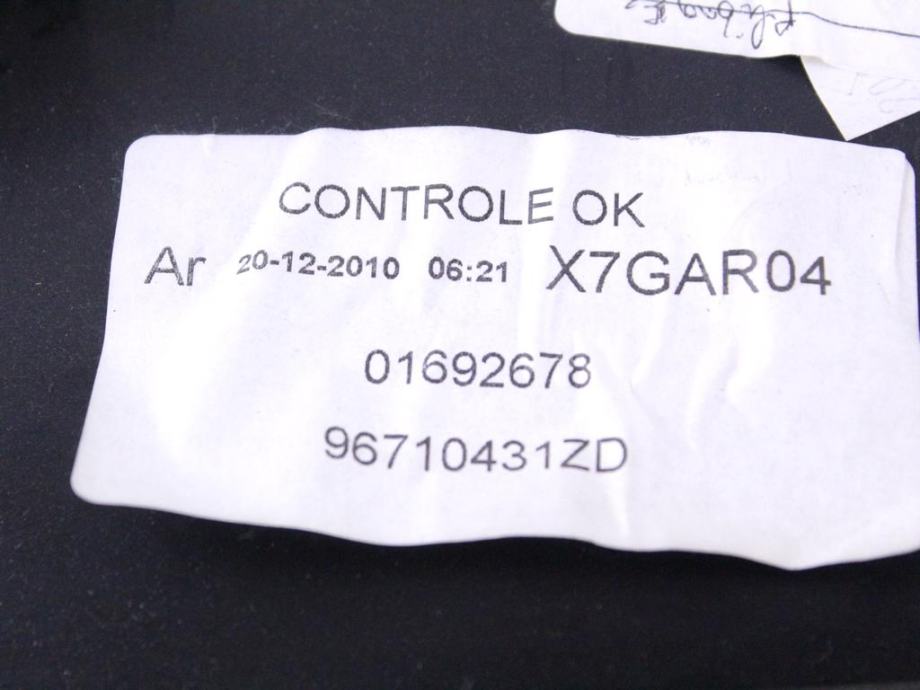 CONTROLE OK
Ar 20-12-2010 06:21 X7GAR04
01692678
96710431ZD